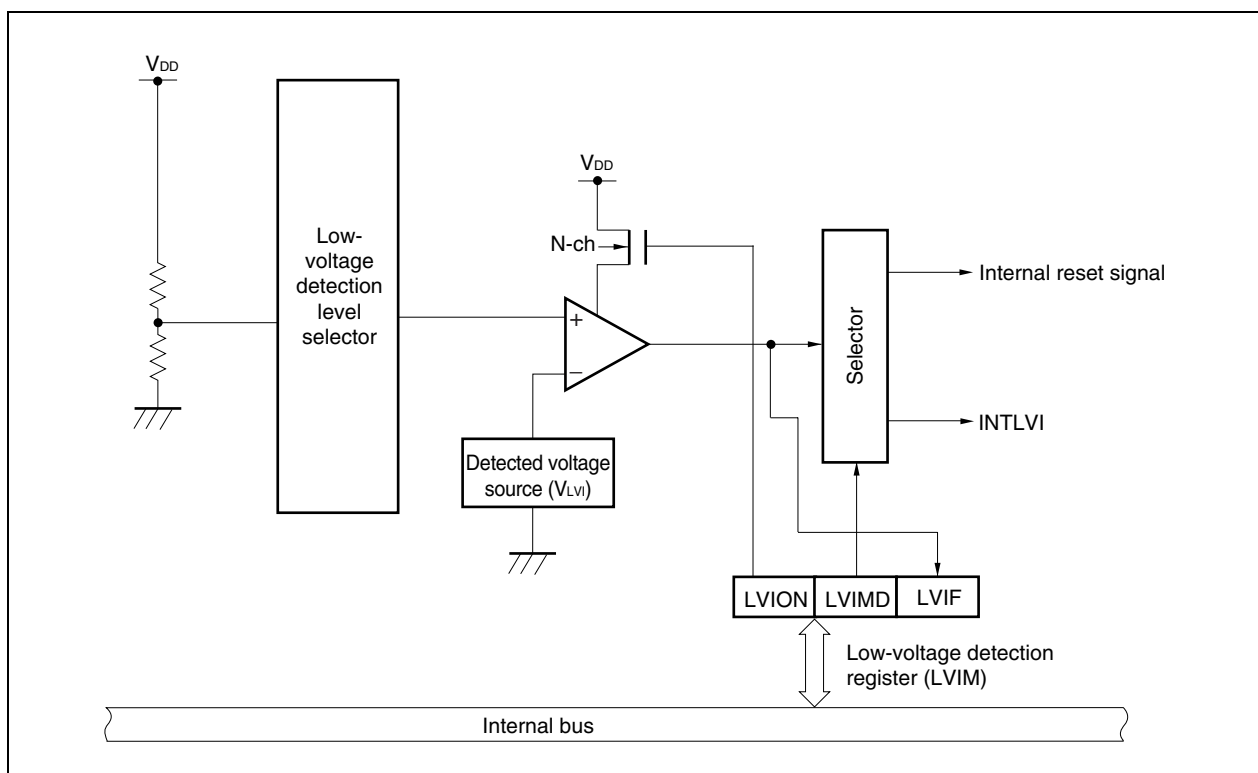 VDD
Low-
voltage
detection
level
selector
VDD
N-ch
+
−
Detected voltage
source (VLVI)
Selector
Internal reset signal
INTLVI
LVION
LVIMD
LVIF
Low-voltage detection
register (LVIM)
Internal bus